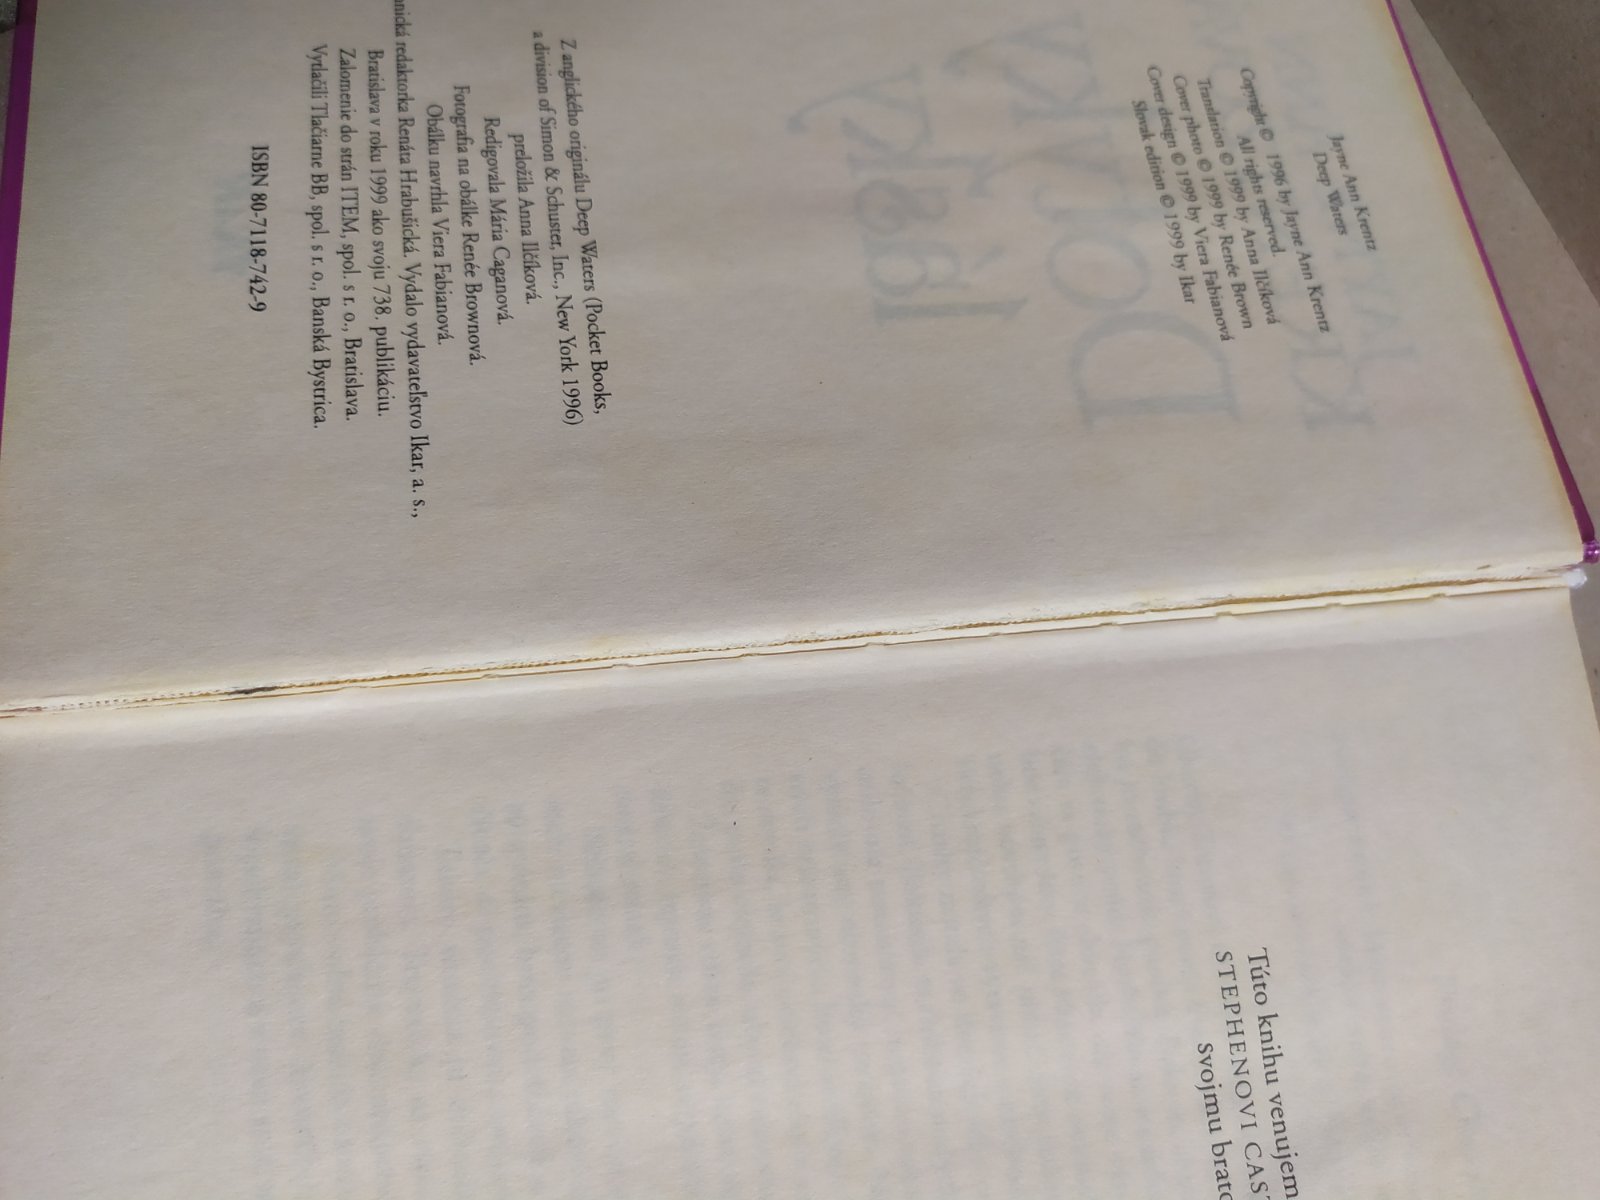 Jayne Ann Krentz
Deep Waters
Copyright © 1996 by Jayne Ann Krentz
All rights reserved.
Translation © 1999 by Anna Ilčíková
Cover photo © 1999 by Renée Brown
Cover design © 1999 by Viera Fabianová
Slovak edition © 1999 by Ikar
Z anglického originálu Deep Waters (Pocket Books,
a division of Simon & Schuster, Inc., New York 1996)
preložila Anna Ilčíková.
Redigovala Mária Caganová.
Fotografia na obálke Renée Brownová.
Obálku navrhla Viera Fabianová.
nická redaktorka Renáta Hrabušická. Vydalo vydavateľstvo Ikar, a. s.,
Bratislava v roku 1999 ako svoju 738. publikáciu.
Zalomenie do strán ITEM, spol. s r. o., Bratislava.
Vytlačili Tlačiarne BB, spol. s r. o., Banská Bystrica.
ISBN 80-7118-742-9
Túto knihu venujem
STEPHENOVI CAST
svojmu brato